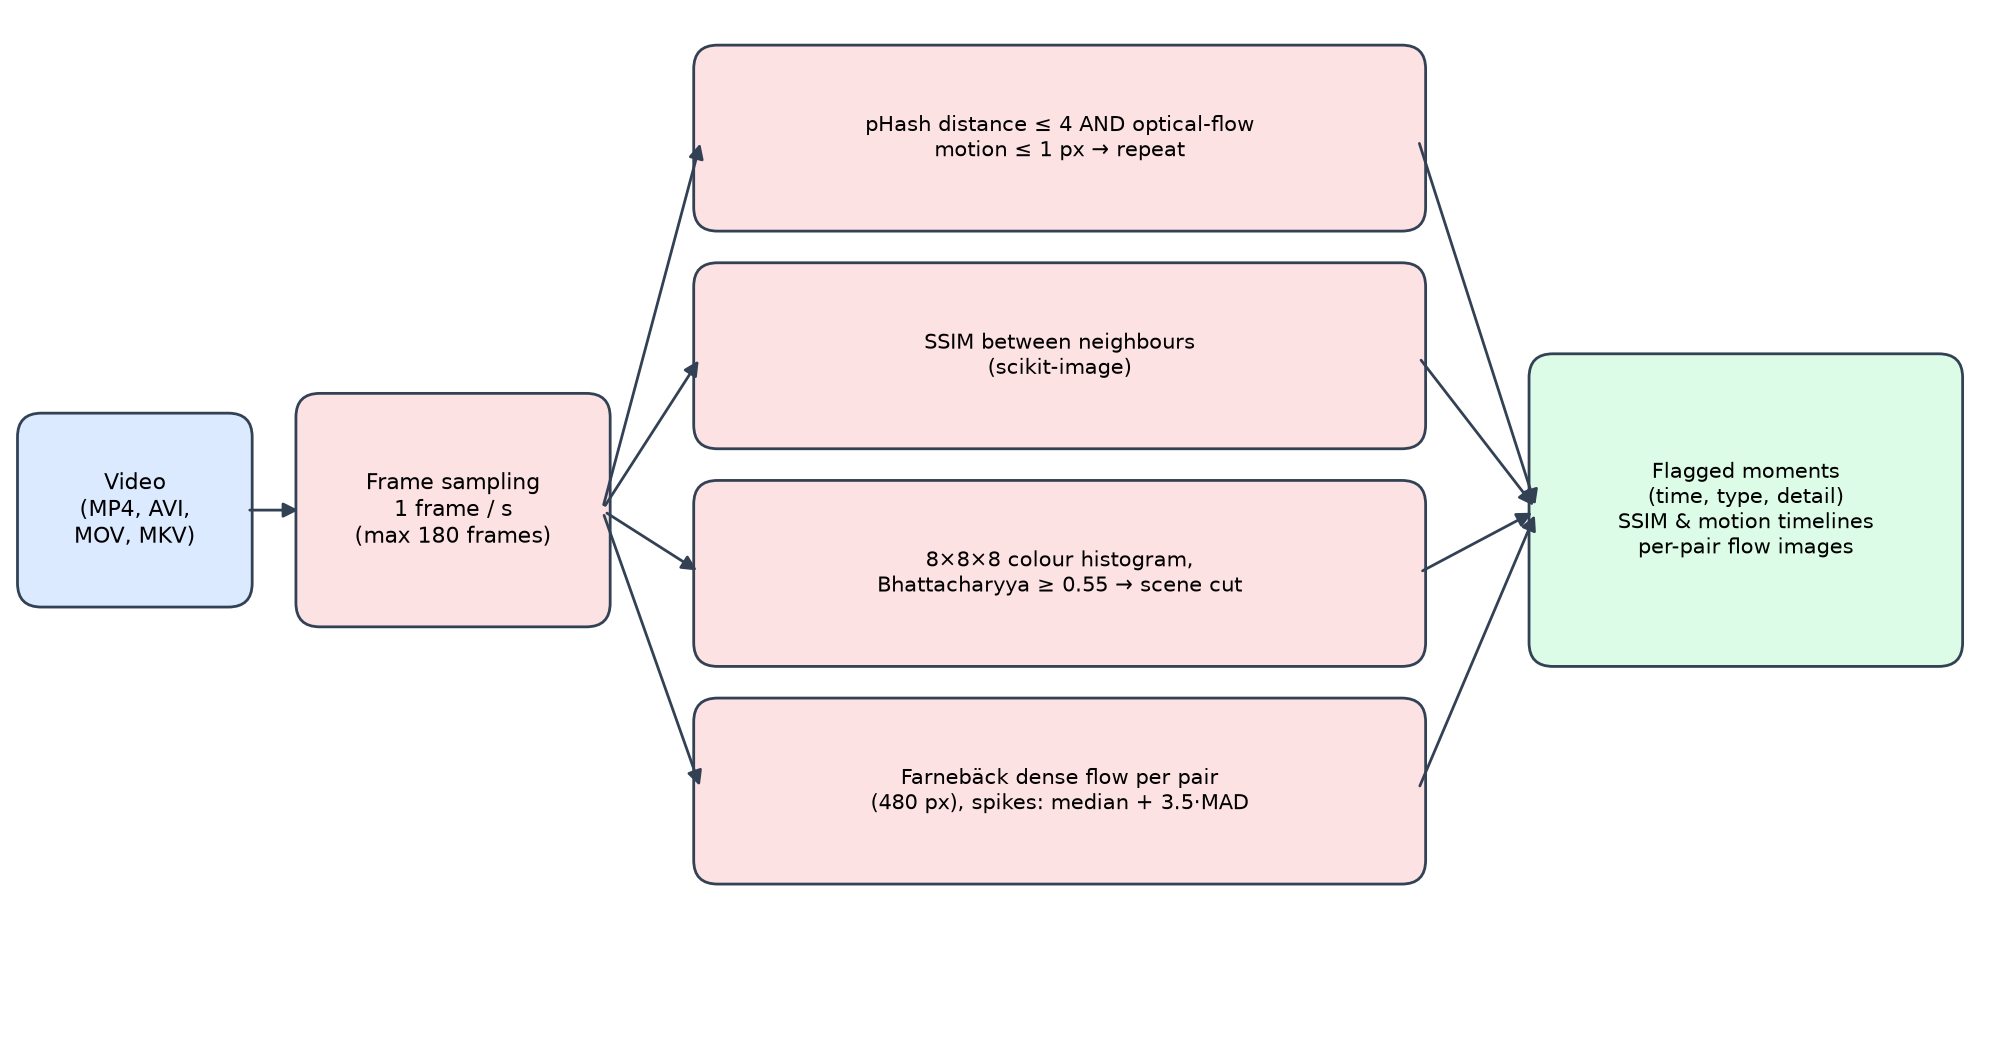 Video
(MP4, AVI,
MOV, MKV)
Frame sampling
1 frame / s
(max 180 frames)
pHash distance ≤ 4 AND optical-flow
motion ≤ 1 px → repeat
SSIM between neighbours
(scikit-image)
8×8×8 colour histogram,
Bhattacharyya ≥ 0.55 → scene cut
Farnebäck dense flow per pair
(480 px), spikes: median + 3.5·MAD
Flagged moments
(time, type, detail)
SSIM & motion timelines
per-pair flow images